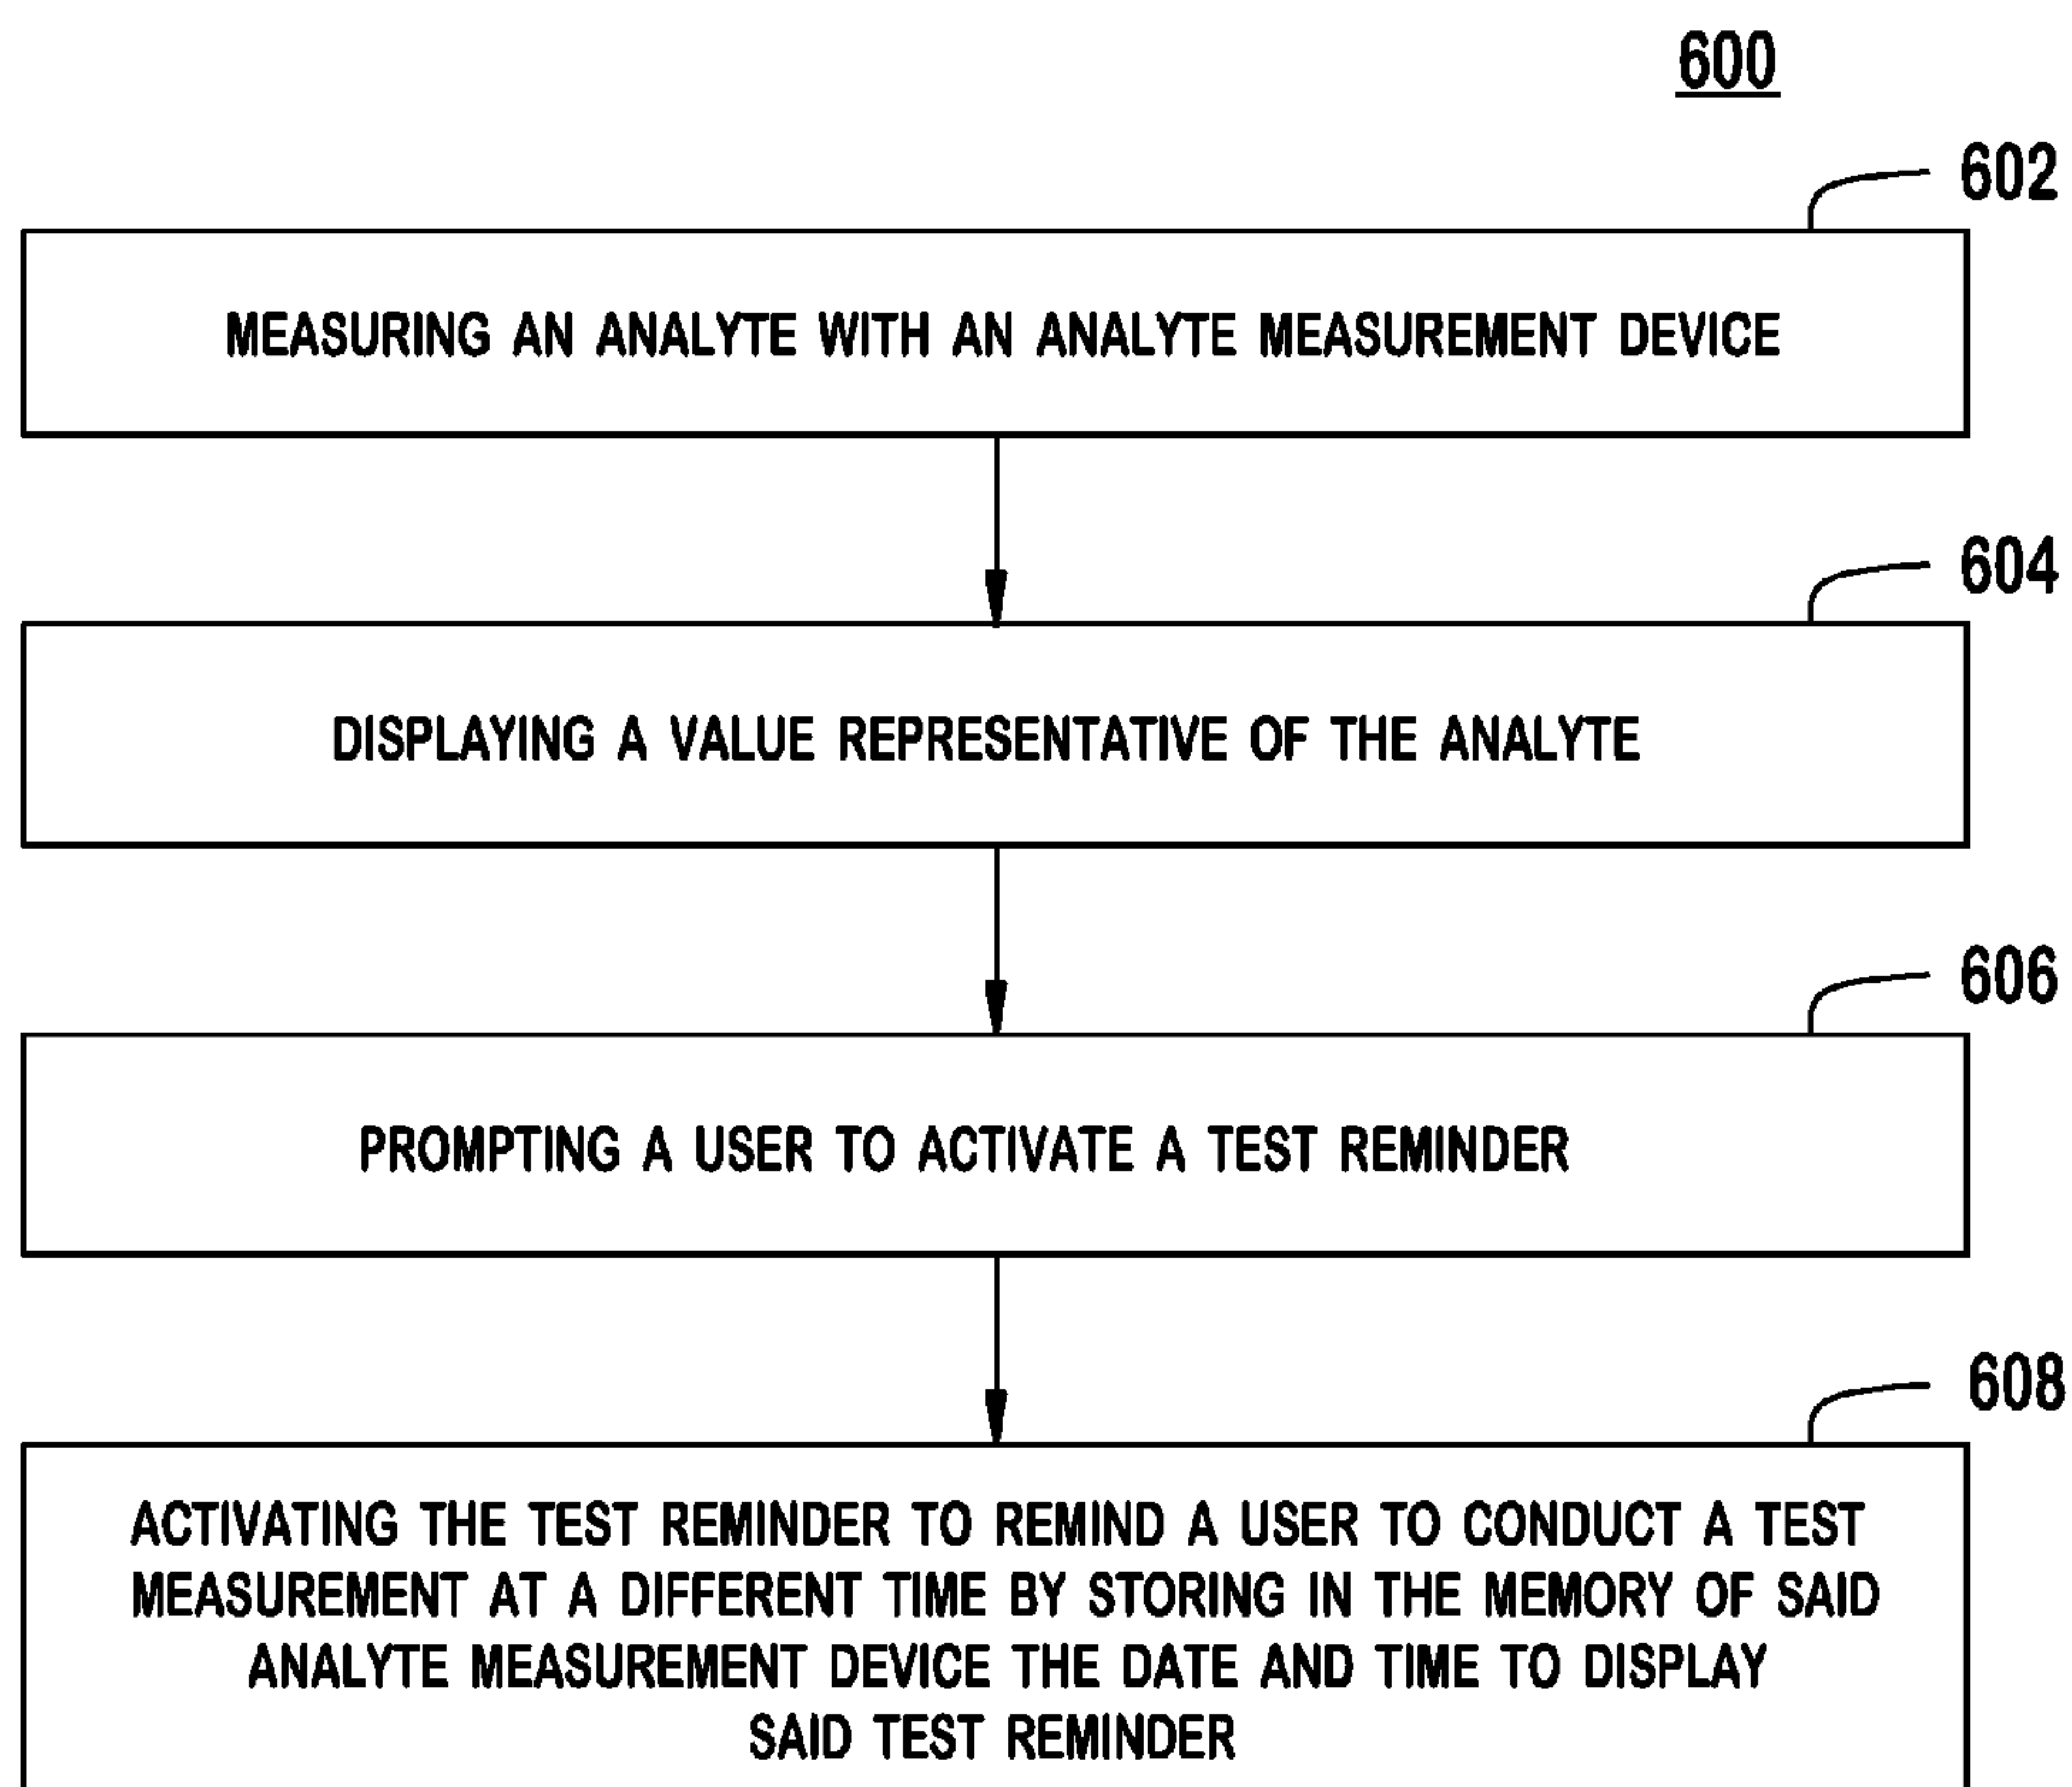 600
602
MEASURING AN ANALYTE WITH AN ANALYTE MEASUREMENT DEVICE
604
DISPLAYING A VALUE REPRESENTATIVE OF THE ANALYTE
606
PROMPTING A USER TO ACTIVATE A TEST REMINDER
608
ACTIVATING THE TEST REMINDER TO REMIND A USER TO CONDUCT A TEST
MEASUREMENT AT A DIFFERENT TIME BY STORING IN THE MEMORY OF SAID
ANALYTE MEASUREMENT DEVICE THE DATE AND TIME TO DISPLAY
SAID TEST REMINDER